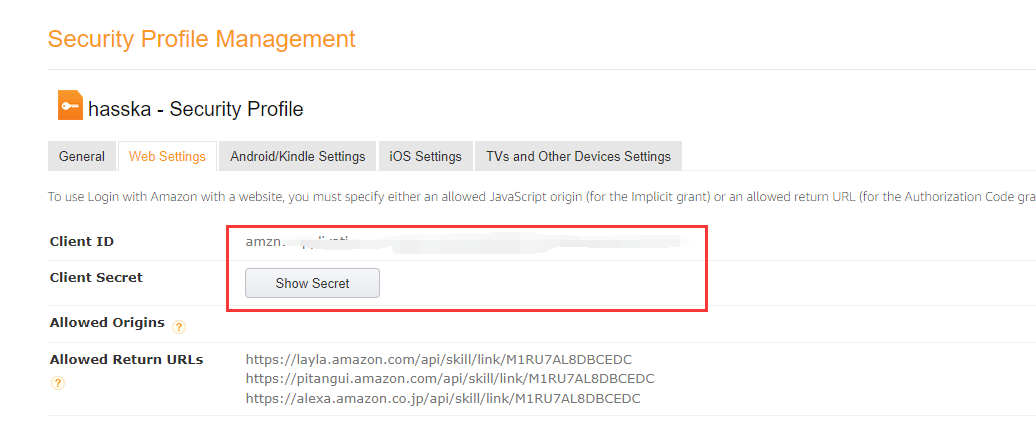 Security Profile Management
hasska - Security Profile
General Web Settings Android/Kindle Settings iOS Settings TVs and Other Devices Settings
To use Login with Amazon with a website, you must specify either an allowed JavaScript origin (for the Implicit grant) or an allowed return URL (for the Authorization Code gra
Client ID amzn
Client Secret Show Secret
Allowed Origins ?
Allowed Return URLs https://layla.amazon.com/api/skill/link/M1RU7AL8DBCEDC
? https://pitangui.amazon.com/api/skill/link/M1RU7AL8DBCEDC
https://alexa.amazon.co.jp/api/skill/link/M1RU7AL8DBCEDC